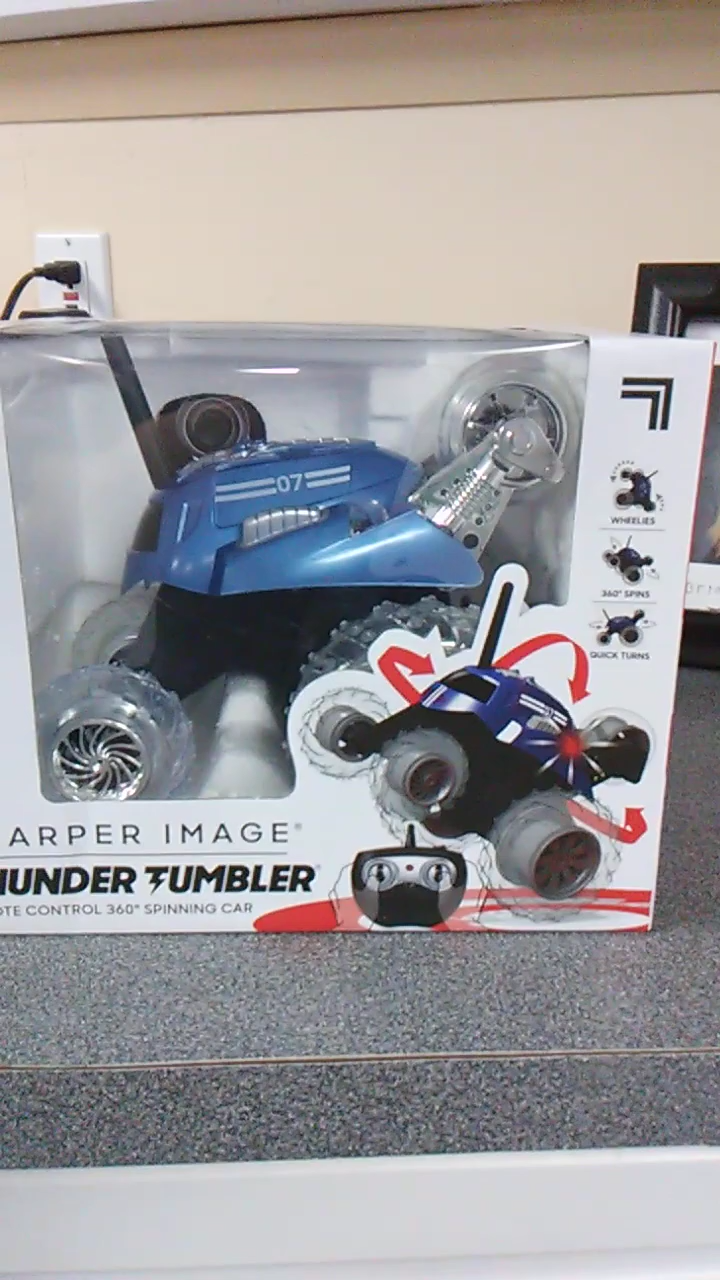 07
WHEELIES
360° SPINS
QUICK TURNS
ARPER IMAGE®
HUNDER TUMBLER
OTE CONTROL 360° SPINNING CAR